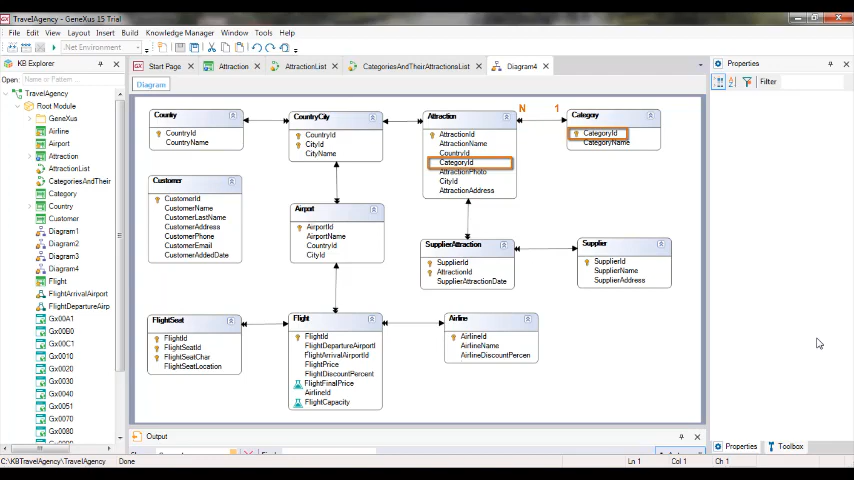 TravelAgency - GeneXus 15 Trial
File Edit View Layout Insert Build Knowledge Manager Window Tools Help
.Net Environment
KB Explorer
Open: Name or Pattern...
TravelAgency
Root Module
GeneXus
Airline
Airport
Attraction
AttractionList
CategoriesAndTheir
Category
Country
Customer
Diagram1
Diagram2
Diagram3
Diagram4
Flight
FlightArrivalAirport
FlightDepartureAirp
Gx00A1
Gx00B0
Gx00C1
Gx0010
Gx0020
Gx0030
Gx0040
Gx0051
Gx0070
Gx0080
Start Page
Attraction
AttractionList
CategoriesAndTheirAttractionsList
Diagram4
Diagram
Country
CountryId
CountryName
CountryCity
CountryId
CityId
CityName
Attraction
AttractionId
AttractionName
CountryId
CategoryId
AttractionPhoto
CityId
AttractionAddress
N 1
Category
CategoryId
CategoryName
Customer
CustomerId
CustomerName
CustomerLastName
CustomerAddress
CustomerPhone
CustomerEmail
CustomerAddedDate
Airport
AirportId
AirportName
CountryId
CityId
SupplierAttraction
SupplierId
AttractionId
SupplierAttractionDate
Supplier
SupplierId
SupplierName
SupplierAddress
FlightSeat
FlightId
FlightSeatId
FlightSeatChar
FlightSeatLocation
Flight
FlightId
FlightDepartureAirportI
FlightArrivalAirportId
FlightPrice
FlightDiscountPercent
FlightFinalPrice
AirlineId
FlightCapacity
Airline
AirlineId
AirlineName
AirlineDiscountPercen
Output
Properties
Filter
Properties Toolbox
C:\KBTravelAgency\TravelAgency Done
Ln 1 Col 1 Ch 1